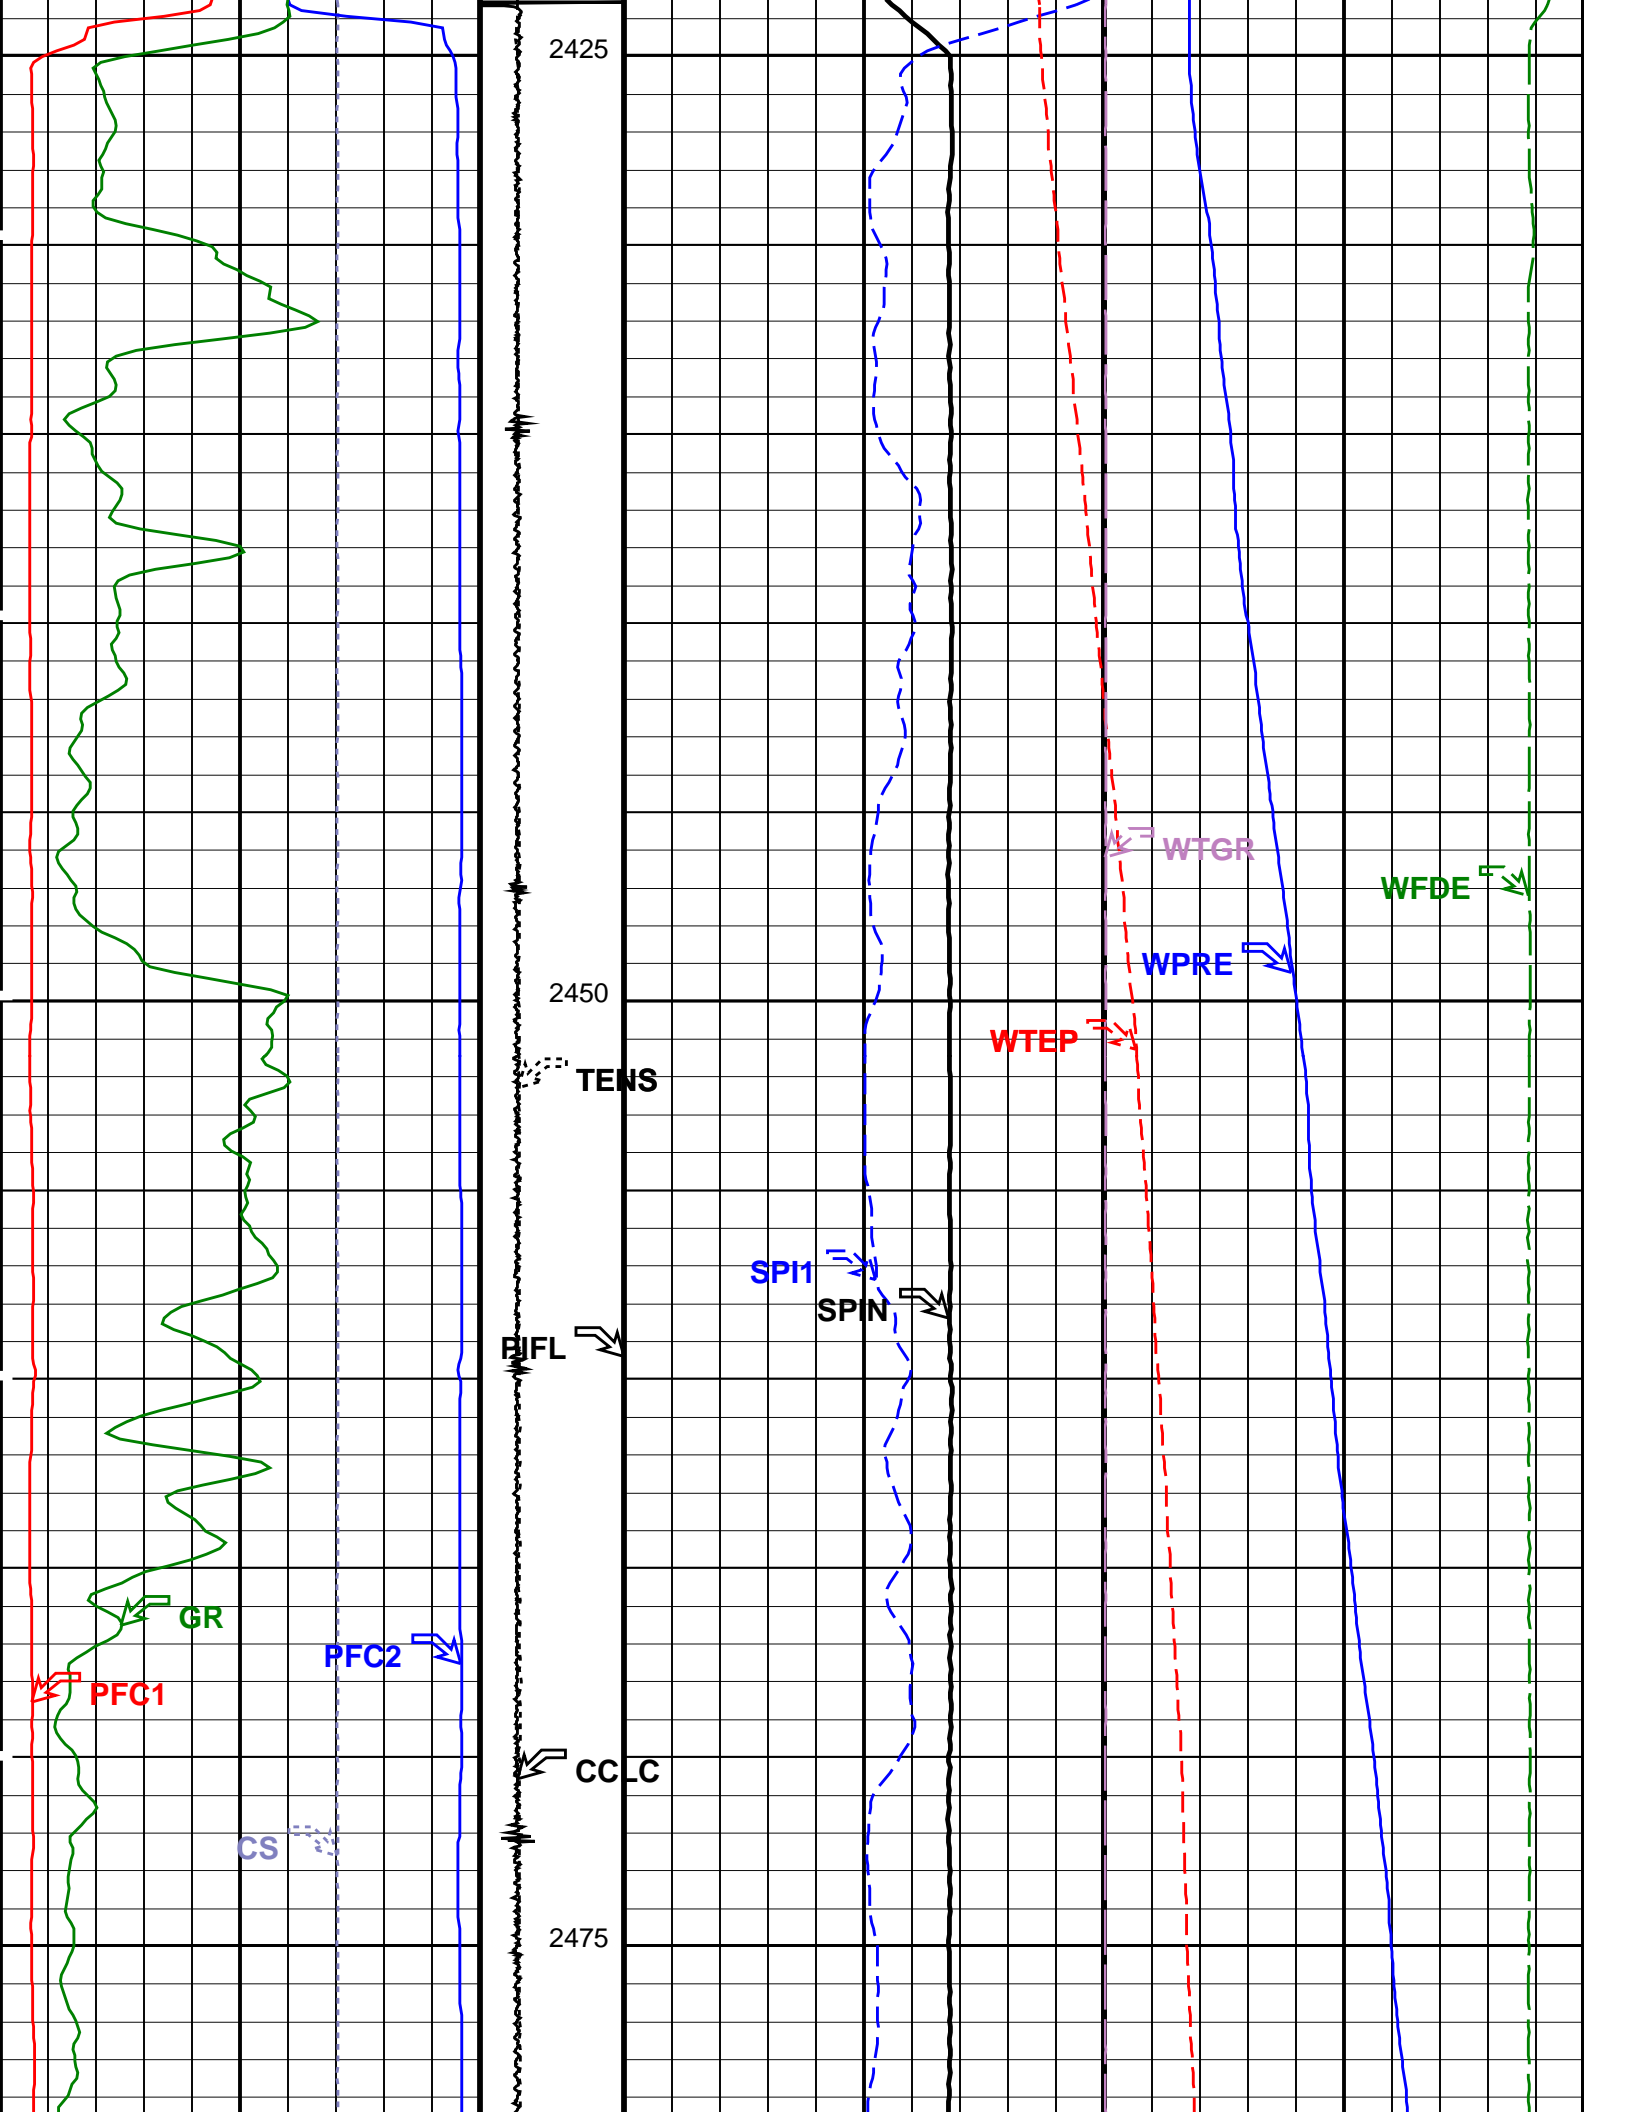 2425
WTGR
WFDE
WPRE
2450
WTEP
TENS
SPI1
SPIN
PIFL
GR
PFC2
PFC1
CCLC
CS
2475